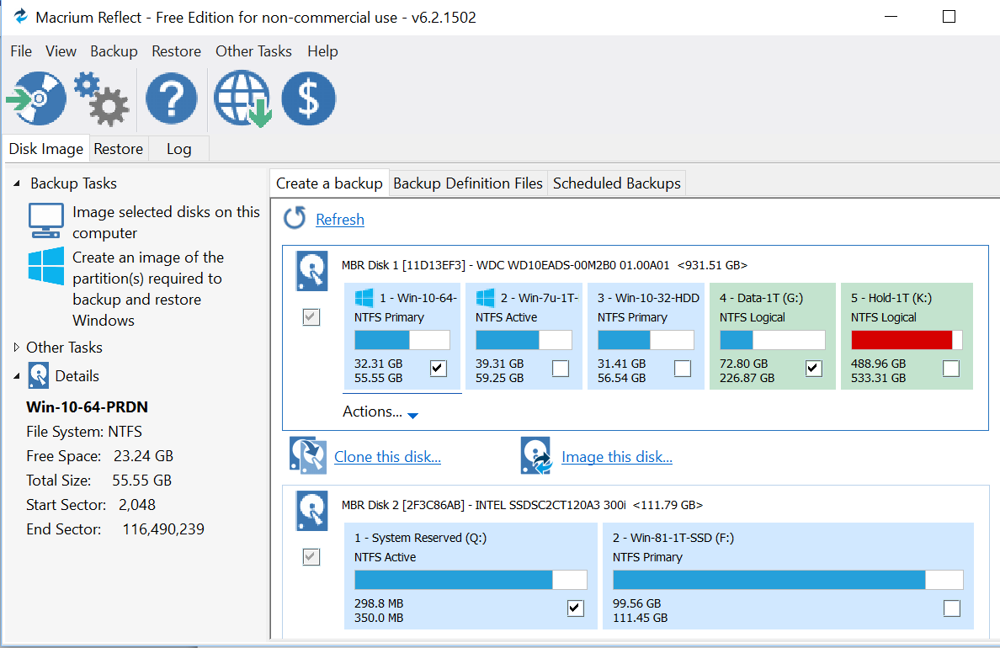 Macrium Reflect - Free Edition for non-commercial use - v6.2.1502
File View Backup Restore Other Tasks Help
Disk Image Restore Log
Backup Tasks
Image selected disks on this
computer
Create an image of the
partition(s) required to
backup and restore
Windows
Other Tasks
Details
Win-10-64-PRDN
File System: NTFS
Free Space: 23.24 GB
Total Size: 55.55 GB
Start Sector: 2,048
End Sector: 116,490,239
Create a backup Backup Definition Files Scheduled Backups
Refresh
MBR Disk 1 [11D13EF3] - WDC WD10EADS-00M2B0 01.00A01 <931.51 GB>
1 - Win-10-64-
NTFS Primary
32.31 GB
55.55 GB
2 - Win-7u-1T-
NTFS Active
39.31 GB
59.25 GB
3 - Win-10-32-HDD
NTFS Primary
31.41 GB
56.54 GB
4 - Data-1T (G:)
NTFS Logical
72.80 GB
226.87 GB
5 - Hold-1T (K:)
NTFS Logical
488.96 GB
533.31 GB
Actions...
Clone this disk... Image this disk...
MBR Disk 2 [2F3C86AB] - INTEL SSDSC2CT120A3 300i <111.79 GB>
1 - System Reserved (Q:)
NTFS Active
298.8 MB
350.0 MB
2 - Win-81-1T-SSD (F:)
NTFS Primary
99.56 GB
111.45 GB